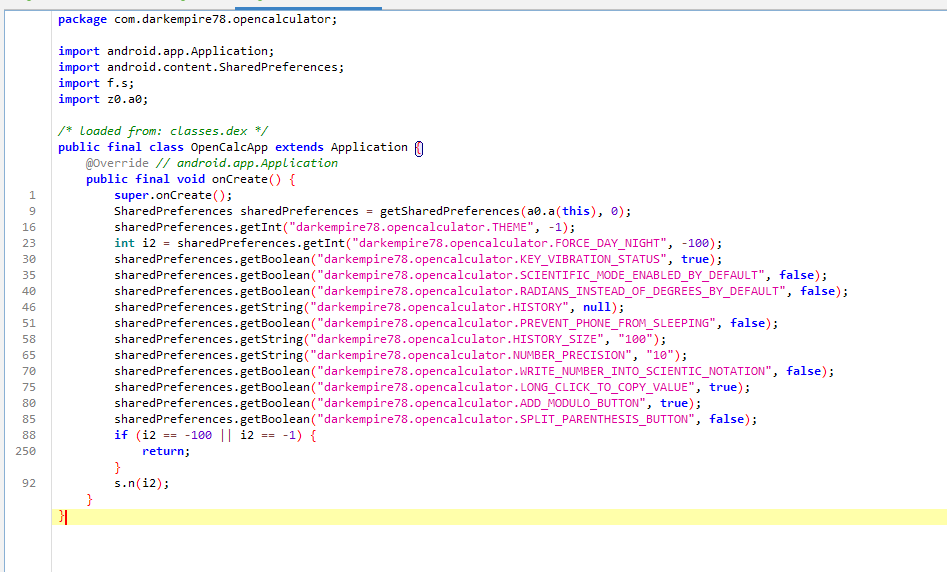 package com.darkempire78.opencalculator;
import android.app.Application;
import android.content.SharedPreferences;
import f.s;
import z0.a0;
/* loaded from: classes.dex */
public final class OpenCalcApp extends Application {
@Override // android.app.Application
public final void onCreate() {
1 super.onCreate();
9 SharedPreferences sharedPreferences = getSharedPreferences(a0.a(this), 0);
16 sharedPreferences.getInt("darkempire78.opencalculator.THEME", -1);
23 int i2 = sharedPreferences.getInt("darkempire78.opencalculator.FORCE_DAY_NIGHT", -100);
30 sharedPreferences.getBoolean("darkempire78.opencalculator.KEY_VIBRATION_STATUS", true);
35 sharedPreferences.getBoolean("darkempire78.opencalculator.SCIENTIFIC_MODE_ENABLED_BY_DEFAULT", false);
40 sharedPreferences.getBoolean("darkempire78.opencalculator.RADIANS_INSTEAD_OF_DEGREES_BY_DEFAULT", false);
46 sharedPreferences.getString("darkempire78.opencalculator.HISTORY", null);
51 sharedPreferences.getBoolean("darkempire78.opencalculator.PREVENT_PHONE_FROM_SLEEPING", false);
58 sharedPreferences.getString("darkempire78.opencalculator.HISTORY_SIZE", "100");
65 sharedPreferences.getString("darkempire78.opencalculator.NUMBER_PRECISION", "10");
70 sharedPreferences.getBoolean("darkempire78.opencalculator.WRITE_NUMBER_INTO_SCIENTIC_NOTATION", false);
75 sharedPreferences.getBoolean("darkempire78.opencalculator.LONG_CLICK_TO_COPY_VALUE", true);
80 sharedPreferences.getBoolean("darkempire78.opencalculator.ADD_MODULO_BUTTON", true);
85 sharedPreferences.getBoolean("darkempire78.opencalculator.SPLIT_PARENTHESIS_BUTTON", false);
88 if (i2 == -100 || i2 == -1) {
250 return;
}
92 s.n(i2);
}
}